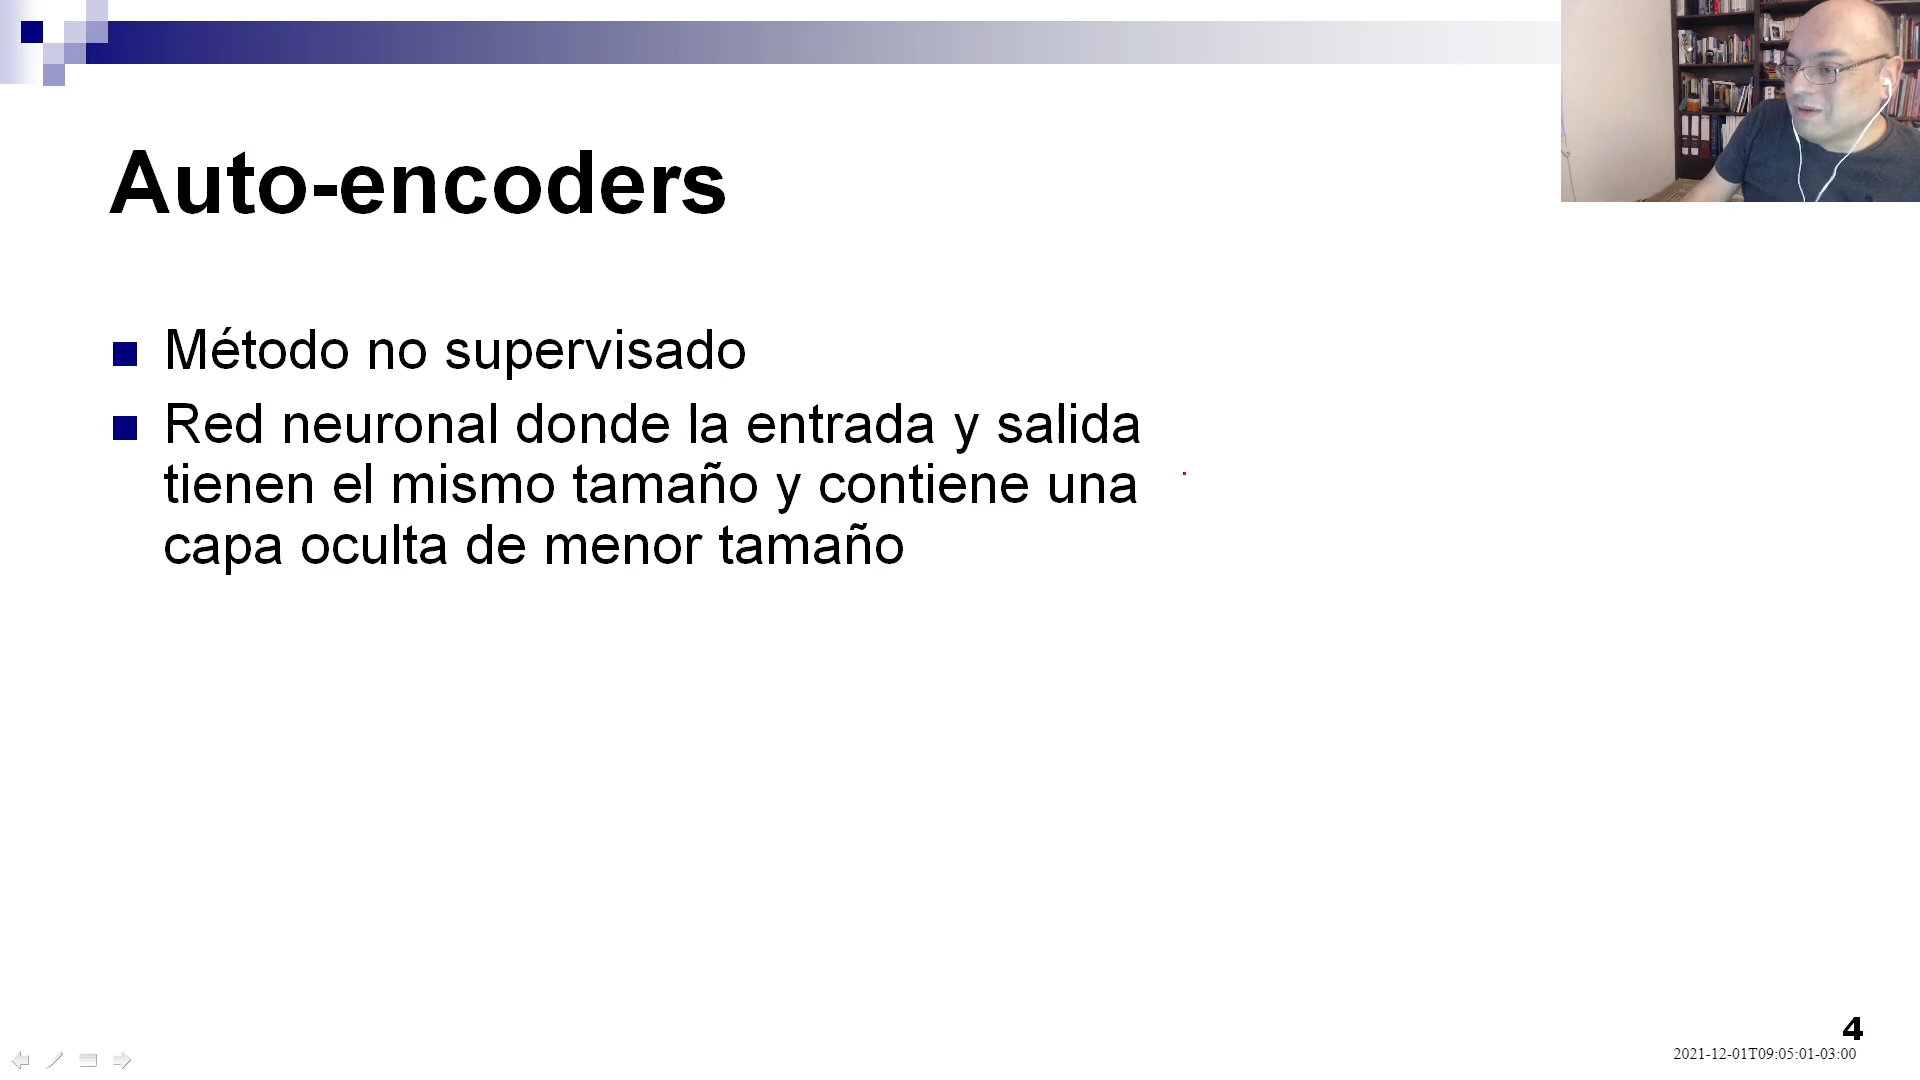 Auto-encoders
Método no supervisado
Red neuronal donde la entrada y salida
tienen el mismo tamaño y contiene una
capa oculta de menor tamaño
4
2021-12-01T09:05:01-03:00